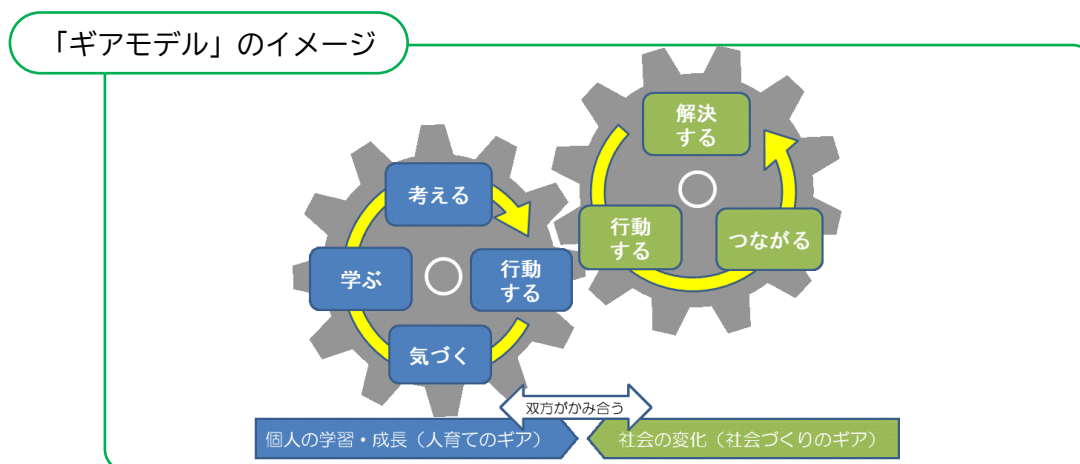 「ギアモデル」のイメージ
解決
する
考える
行動
する
つながる
学ぶ
行動
する
気づく
双方がかみ合う
個人の学習・成長（人育てのギア）
社会の変化（社会づくりのギア）